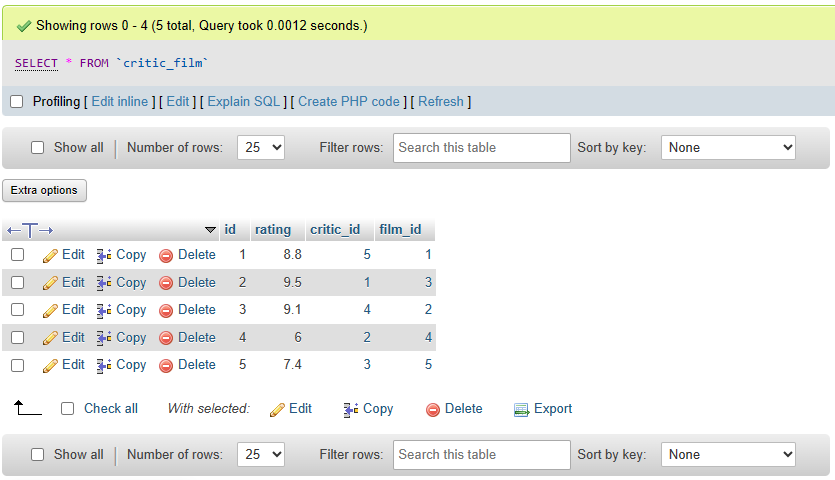 Showing rows 0 - 4 (5 total, Query took 0.0012 seconds.)
SELECT * FROM `critic_film`
Profiling [ Edit inline ] [ Edit ] [ Explain SQL ] [ Create PHP code ] [ Refresh ]
Show all Number of rows: 25 Filter rows: Search this table Sort by key: None
Extra options
id rating critic_id film_id
Edit Copy Delete 1 8.8 5 1
Edit Copy Delete 2 9.5 1 3
Edit Copy Delete 3 9.1 4 2
Edit Copy Delete 4 6 2 4
Edit Copy Delete 5 7.4 3 5
Check all With selected: Edit Copy Delete Export
Show all Number of rows: 25 Filter rows: Search this table Sort by key: None